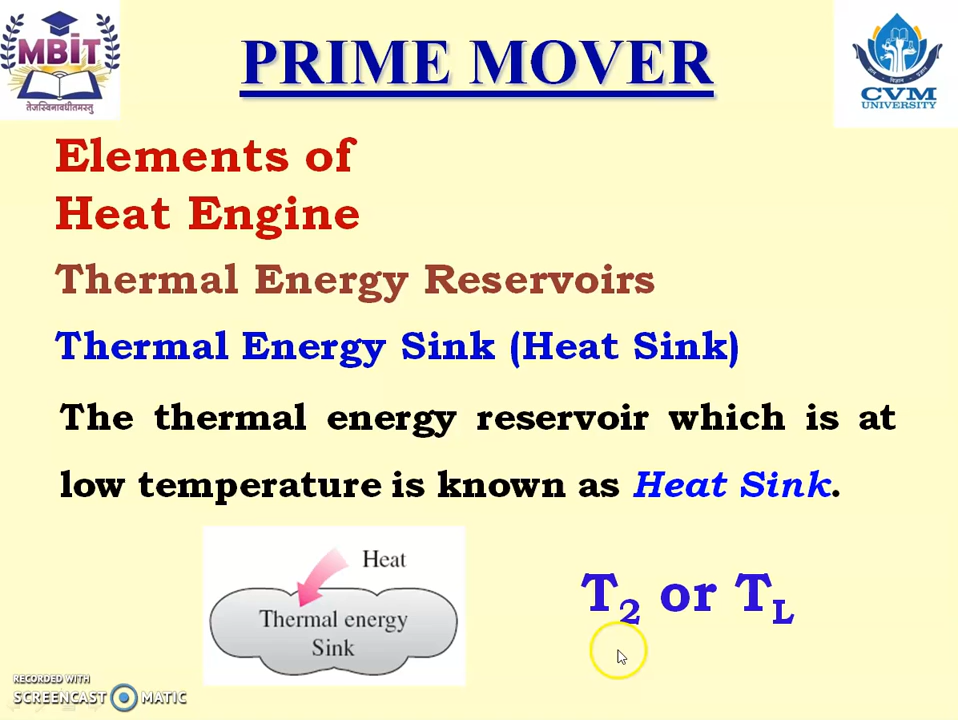 MBiT
तेजस्विनावधीतमस्तु
PRIME MOVER
ज्ञान - विज्ञान - प्रज्ञान
CVM
UNIVERSITY
Elements of
Heat Engine
Thermal Energy Reservoirs
Thermal Energy Sink (Heat Sink)
The thermal energy reservoir which is at
low temperature is known as Heat Sink.
Heat
Thermal energy
Sink
T₂ or T_L
RECORDED WITH
SCREENCAST MATIC